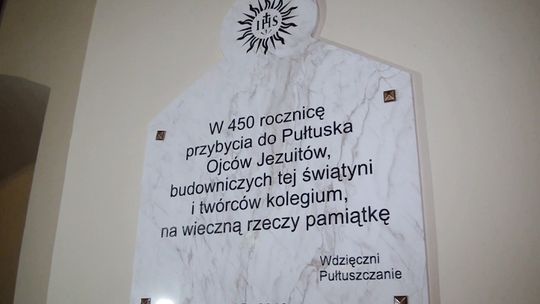 IHS
W 450 rocznicę
przybycia do Pułtuska
Ojców Jezuitów,
budowniczych tej świątyni
i twórców kolegium,
na wieczną rzeczy pamiątkę
Wdzięczni
Pułtuszczanie